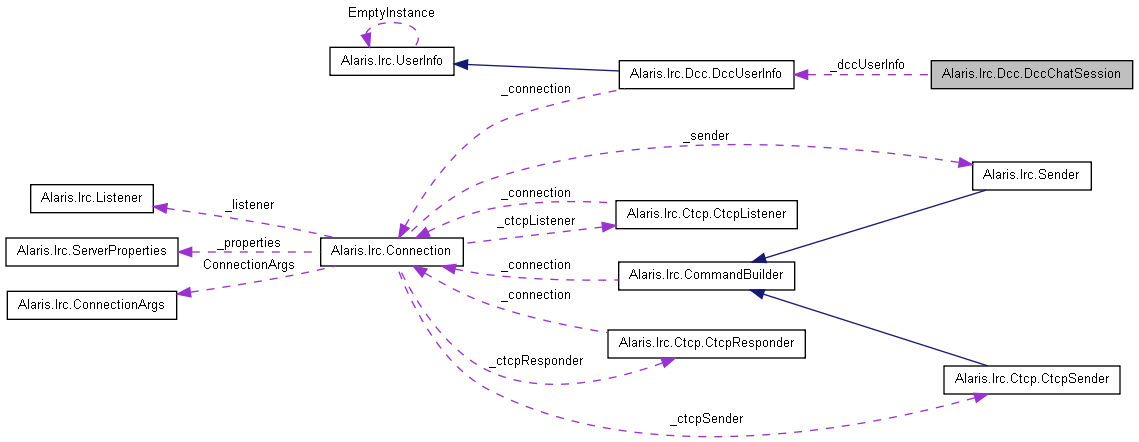 EmptyInstance
Alaris.Irc.UserInfo
Alaris.Irc.Dcc.DccUserInfo
_dccUserInfo
Alaris.Irc.Dcc.DccChatSession
_connection
_sender
Alaris.Irc.Sender
Alaris.Irc.Listener
_listener
_connection
Alaris.Irc.Ctcp.CtcpListener
_ctcpListener
Alaris.Irc.ServerProperties
_properties
Alaris.Irc.Connection
ConnectionArgs
_connection
Alaris.Irc.CommandBuilder
Alaris.Irc.ConnectionArgs
_connection
Alaris.Irc.Ctcp.CtcpResponder
_ctcpResponder
Alaris.Irc.Ctcp.CtcpSender
_ctcpSender